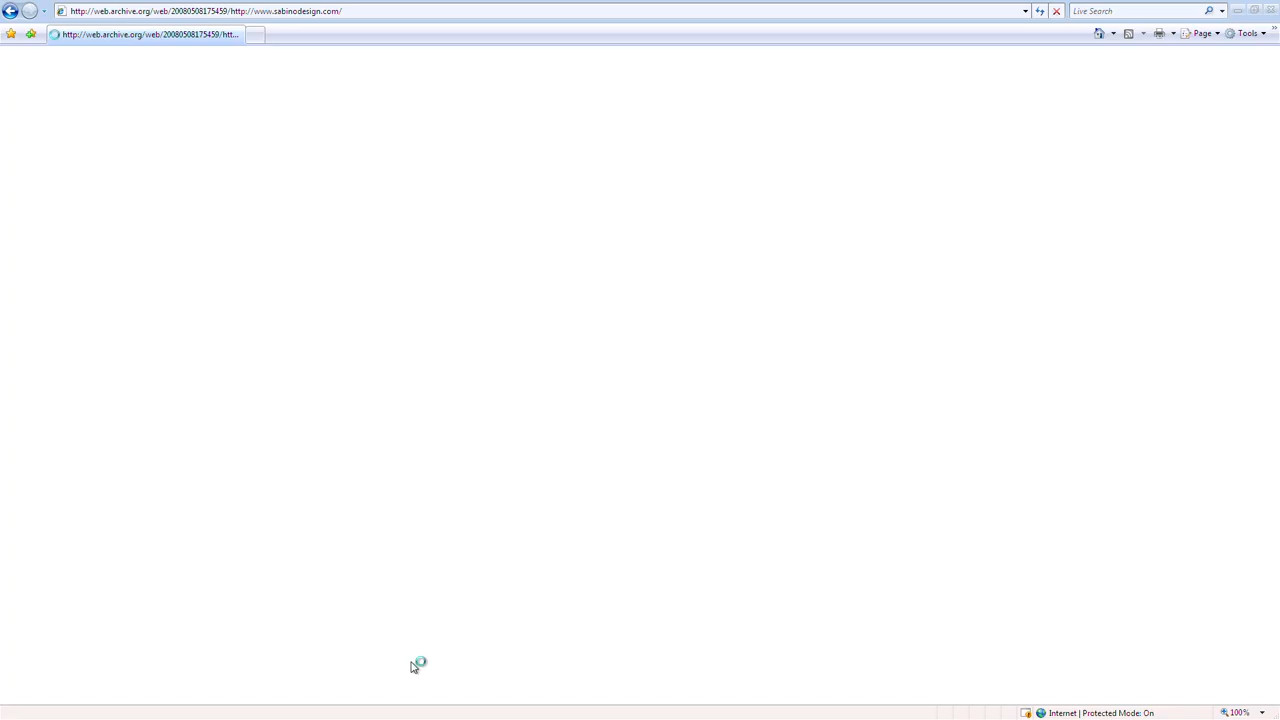 http://web.archive.org/web/20080508175459/http://www.sabinodesign.com/
Live Search
http://web.archive.org/web/20080508175459/htt...
Page
Tools
Internet | Protected Mode: On
100%